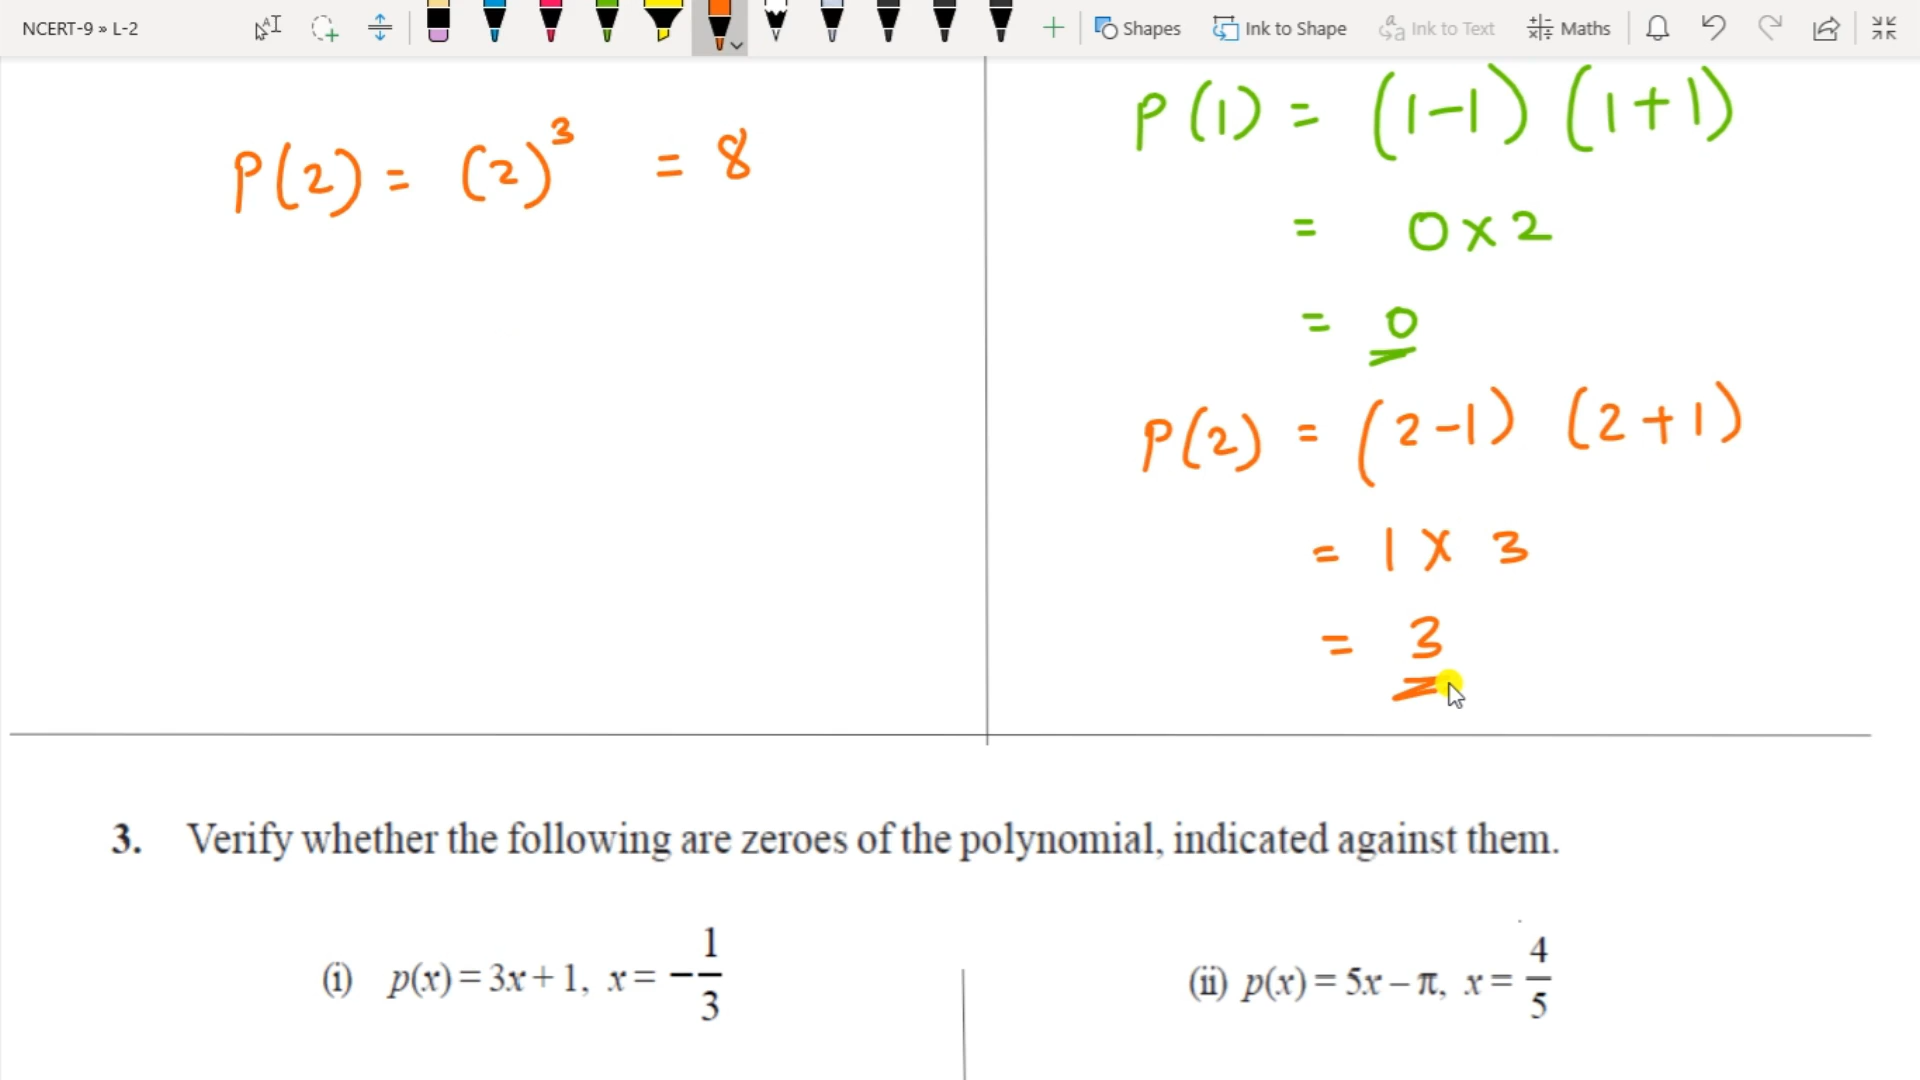 NCERT-9 » L-2
Shapes
Ink to Shape
Ink to Text
Maths
P(2) = (2)³ = 8
P(1) = (1-1) (1+1)
= 0 x 2
= 0
P(2) = (2-1) (2+1)
= 1 x 3
= 3
3. Verify whether the following are zeroes of the polynomial, indicated against them.
(i) p(x) = 3x + 1, x = −1/3
(ii) p(x) = 5x – π, x = 4/5